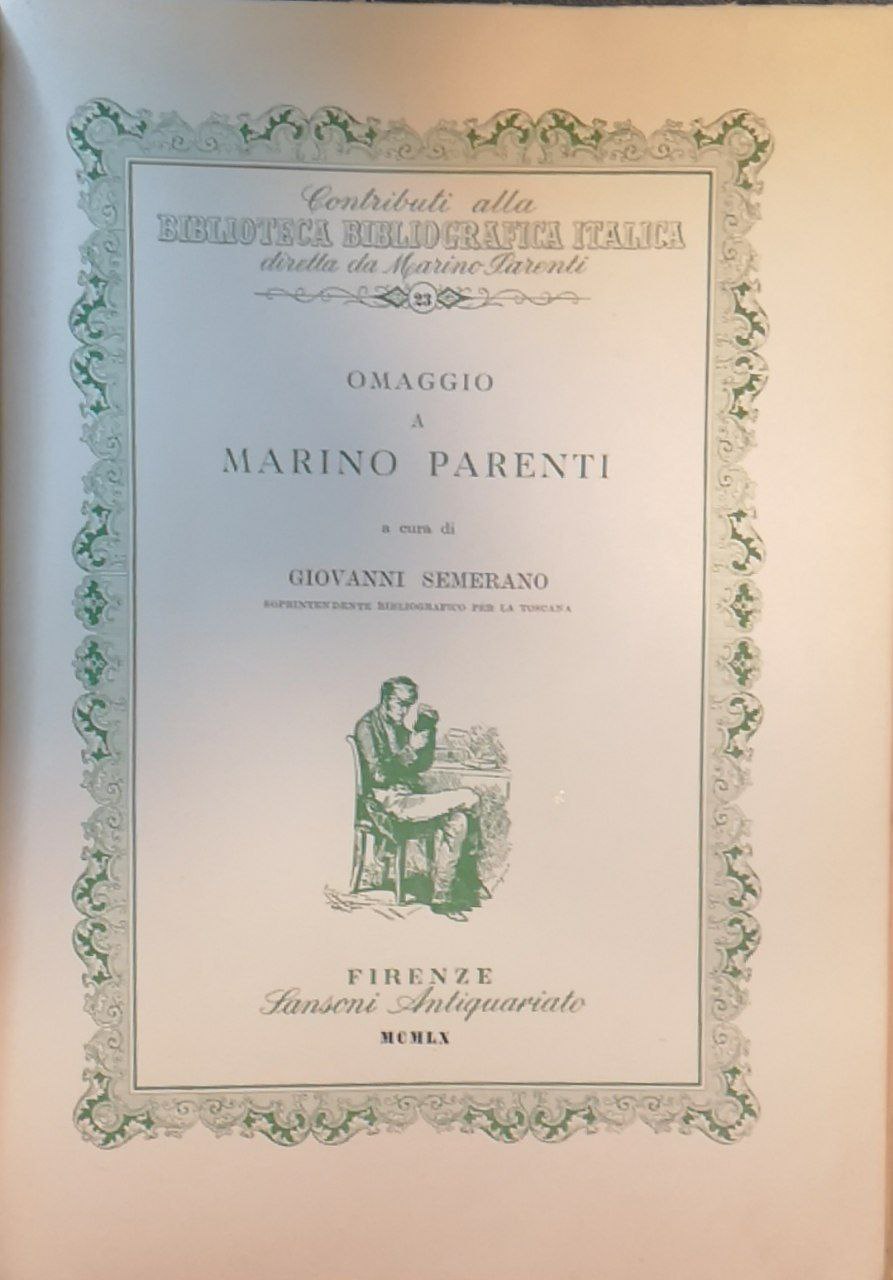 Contributi alla
BIBLIOTECA BIBLIOGRAFICA ITALICA
diretta da Marino Parenti
23
OMAGGIO
A
MARINO PARENTI
a cura di
GIOVANNI SEMERANO
SOPRINTENDENTE BIBLIOGRAFICO PER LA TOSCANA
FIRENZE
Sansoni Antiquariato
MCMLX